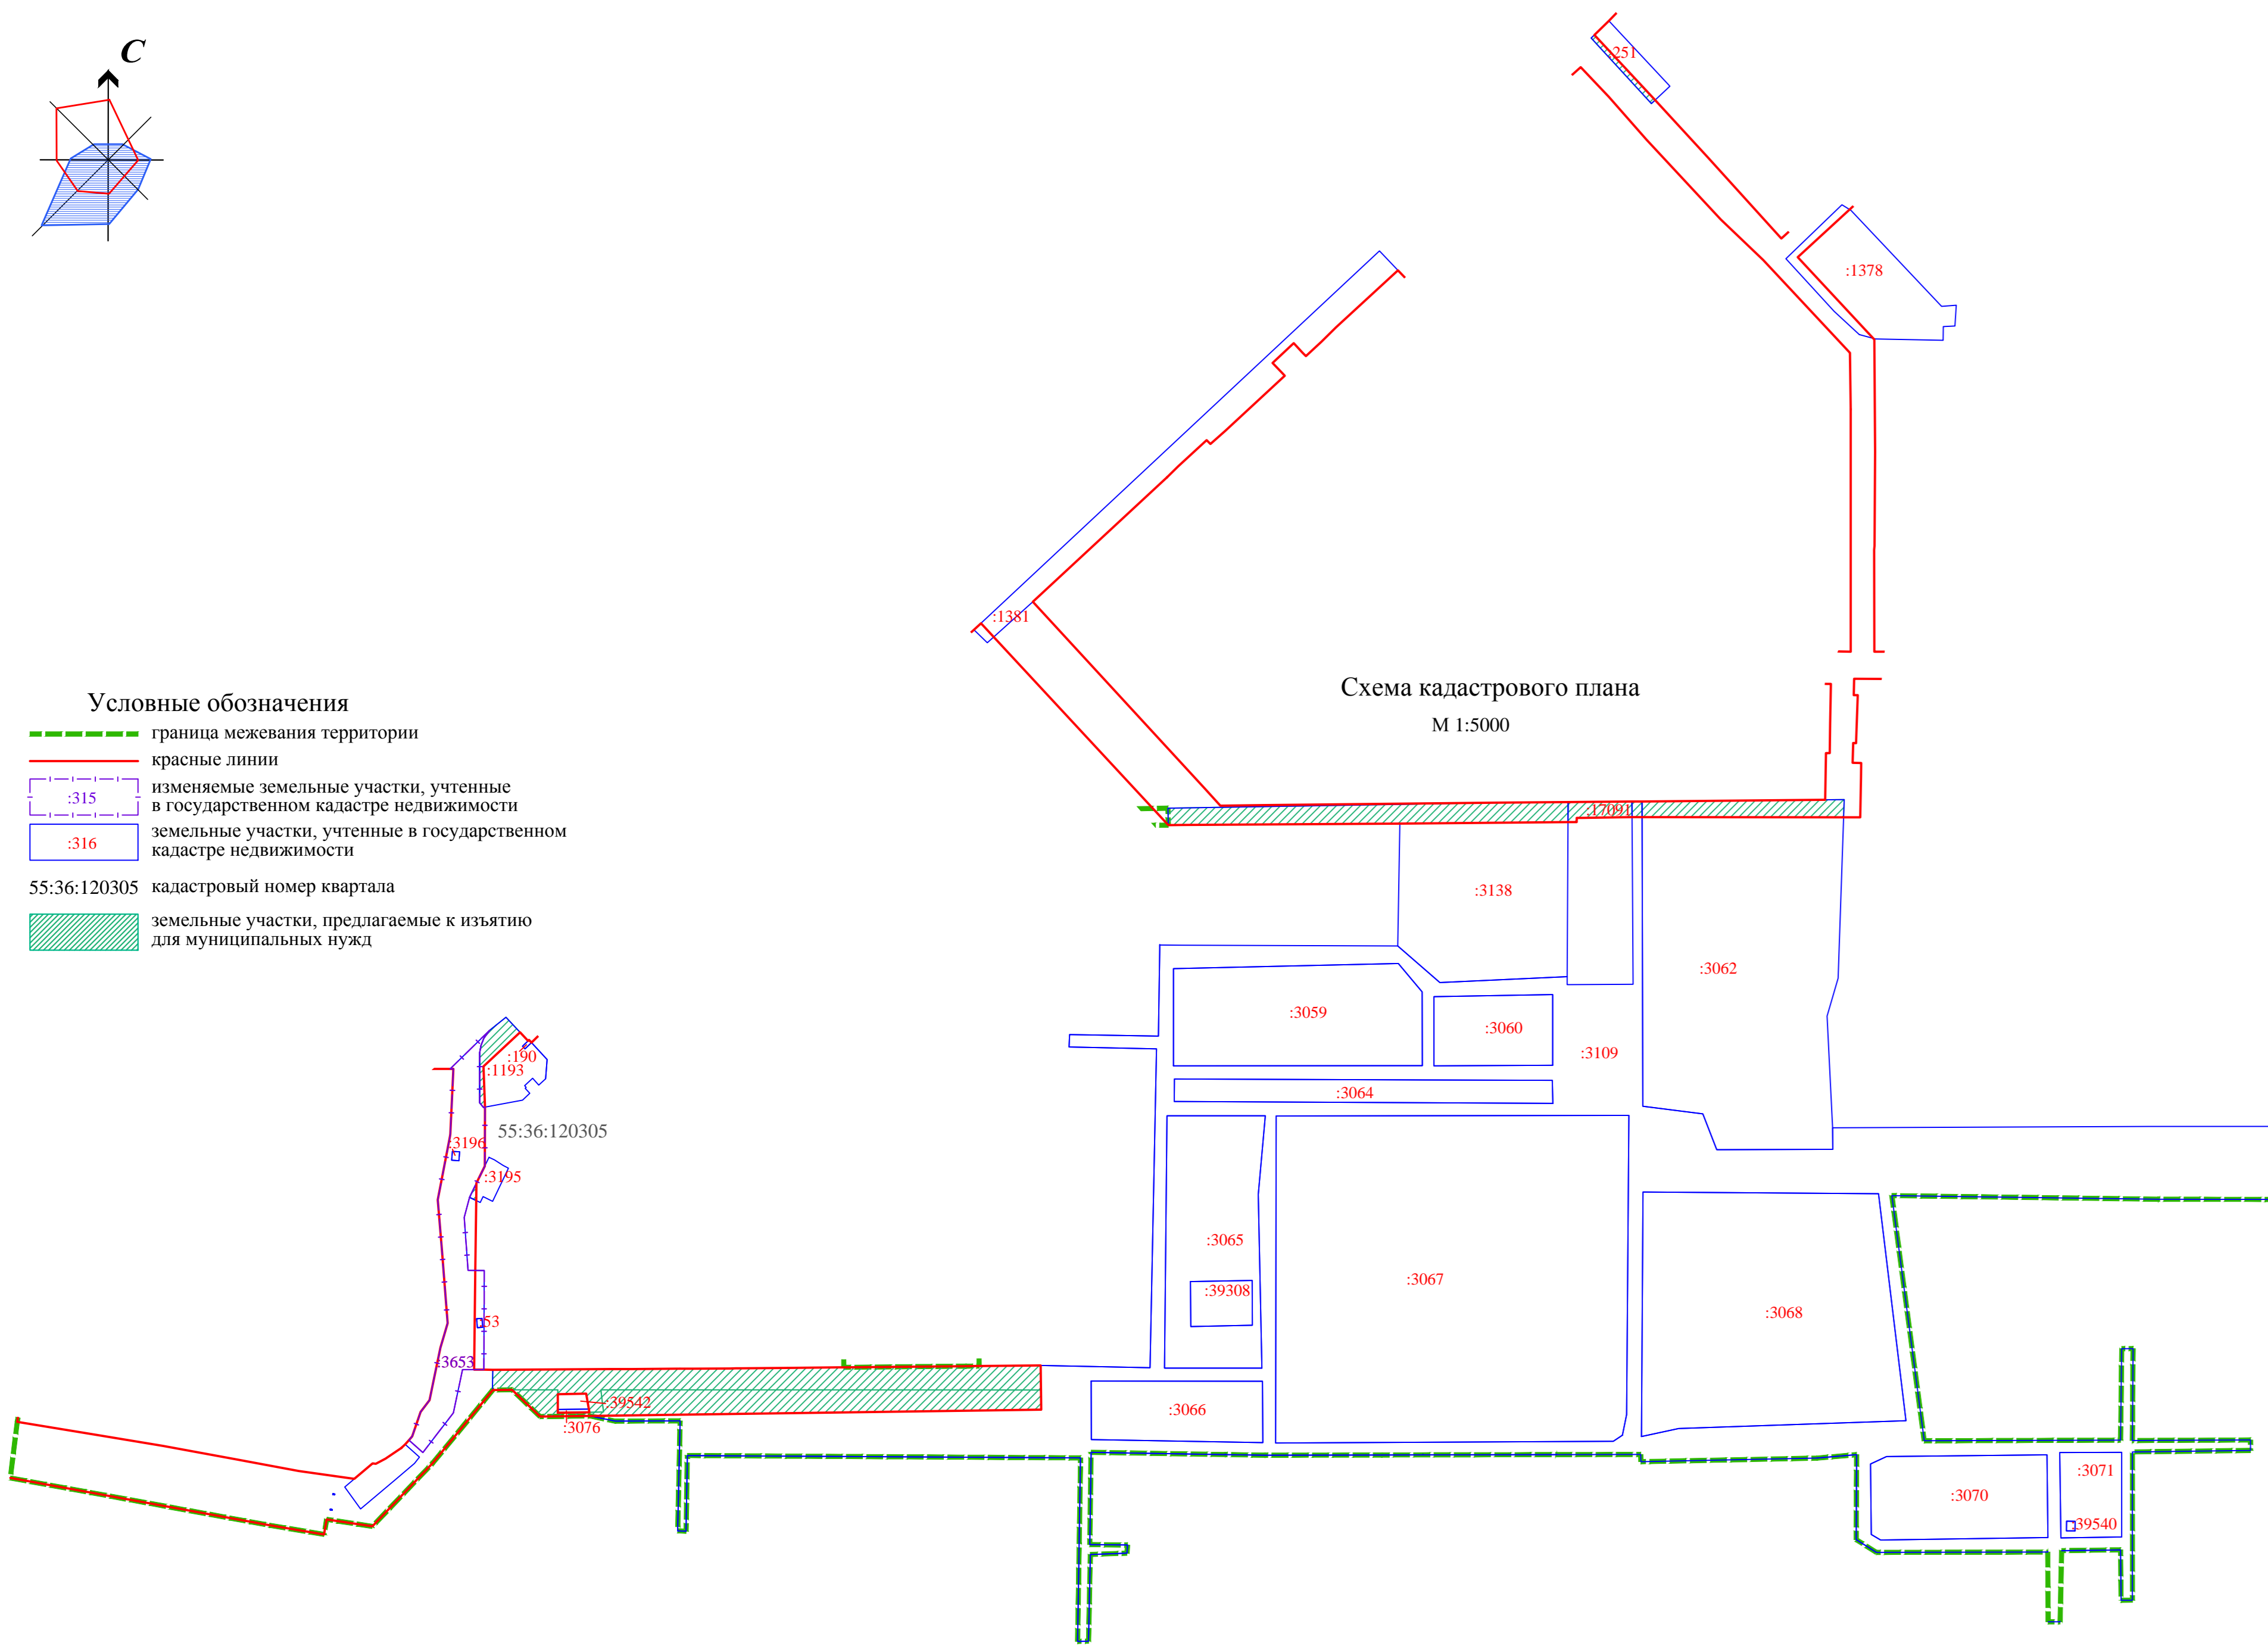 С
:251
:1378
:1381
Схема кадастрового плана
М 1:5000
Условные обозначения
граница межевания территории
красные линии
:315
изменяемые земельные участки, учтенные
в государственном кадастре недвижимости
:316
земельные участки, учтенные в государственном
кадастре недвижимости
55:36:120305
кадастровый номер квартала
земельные участки, предлагаемые к изъятию
для муниципальных нужд
:17091
:3138
:3062
:3059
:3060
:3109
:3064
:190
:1193
55:36:120305
:3196
:3195
:3065
:39308
:3067
:3068
:53
:3653
:39542
:3076
:3066
:3071
:3070
:39540